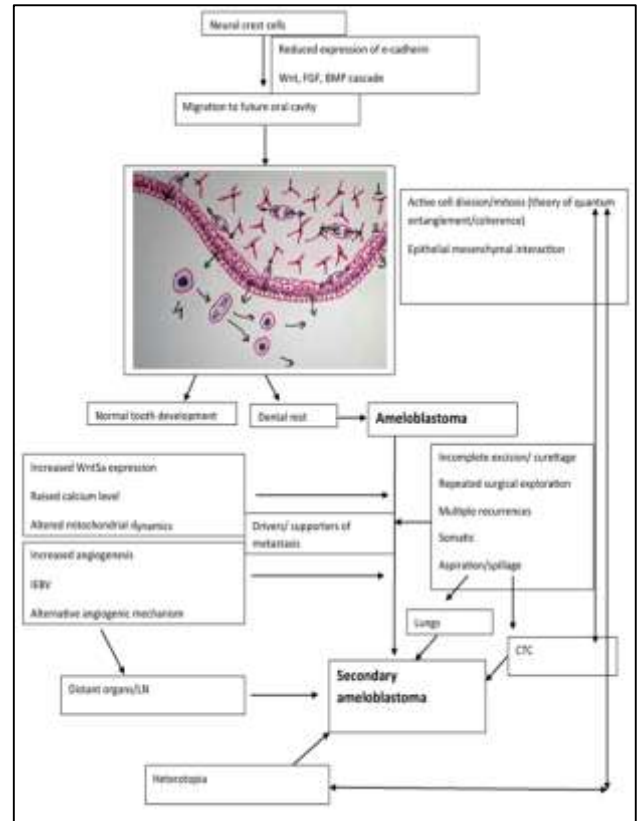 Neural crest cells
Reduced expression of e-cadherin
Wnt, FGF, BMP cascade
Migration to future oral cavity
Active cell division/mitosis (theory of quantum
entanglement/coherence)
Epithelial mesenchymal interaction
4
Normal tooth development
Dental rest
Ameloblastoma
Increased Wnt5a expression
Raised calcium level
Altered mitochondrial dynamics
Incomplete excision/ curettage
Repeated surgical exploration
Multiple recurrences
Somatic
Aspiration/spillage
Drivers/ supporters of
metastasis
Increased angiogenesis
IEBV
Alternative angiogenic mechanism
Lungs
CTC
Distant organs/LN
Secondary
ameloblastoma
Heterotopia